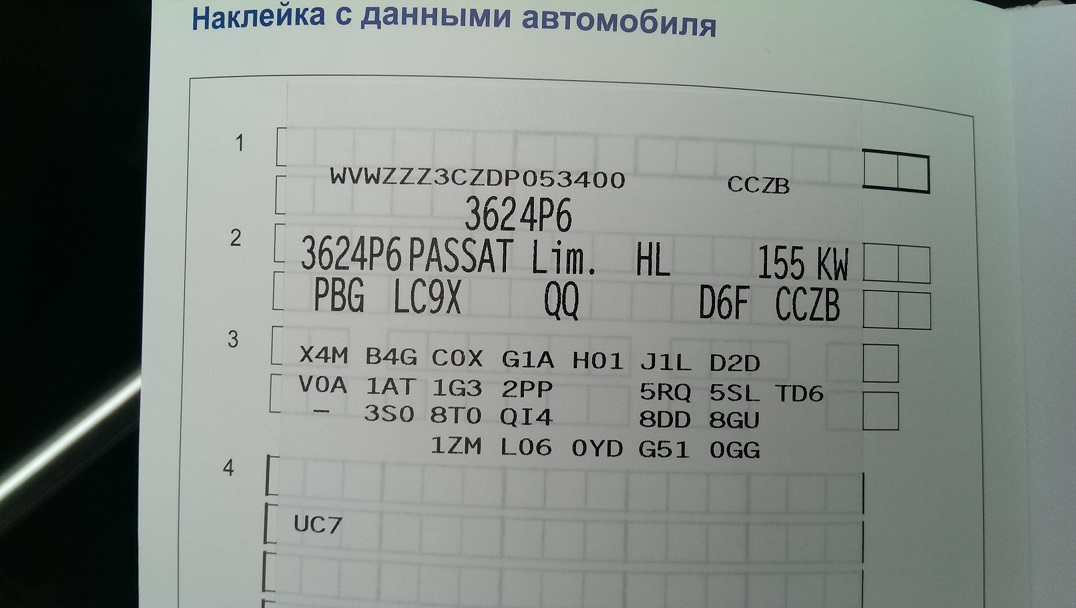 Наклейка с данными автомобиля
1
WVWZZZ3CZDP053400 CCZB
3624P6
2
3624P6 PASSAT Lim. HL 155 KW
PBG LC9X QQ D6F CCZB
3
X4M B4G C0X G1A H01 J1L D2D
V0A 1AT 1G3 2PP 5RQ 5SL TD6
– 3S0 8T0 QI4 8DD 8GU
1ZM L06 0YD G51 0GG
4
UC7